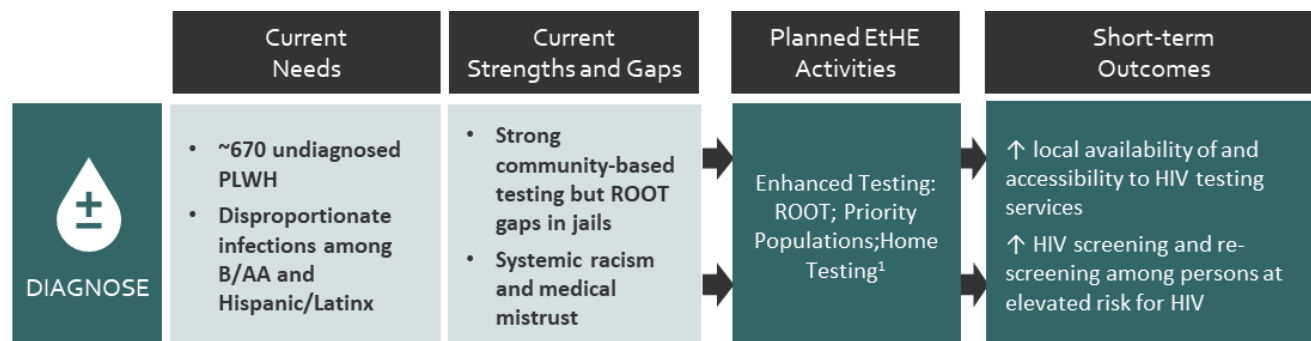 Current
Needs
Current
Strengths and Gaps
Planned EtHE
Activities
Short-term
Outcomes
±
DIAGNOSE
• ~670 undiagnosed
PLWH
• Disproportionate
infections among
B/AA and
Hispanic/Latinx
• Strong
community-based
testing but ROOT
gaps in jails
• Systemic racism
and medical
mistrust
Enhanced Testing:
ROOT; Priority
Populations;Home
Testing¹
↑ local availability of and
accessibility to HIV testing
services
↑ HIV screening and re-
screening among persons at
elevated risk for HIV